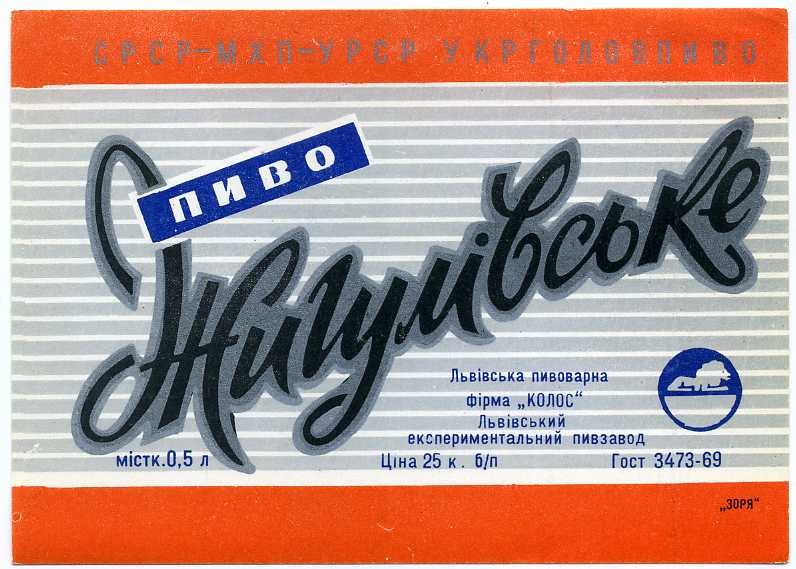 СРСР-МХП-УРСР УКРГОЛОВПИВО
ПИВО
Жигулівське
Львівська пивоварна
фірма „КОЛОС“
Львівський
експериментальний пивзавод
містк.0,5 л
Ціна 25 к. б/п
Гост 3473-69
„ЗОРЯ“